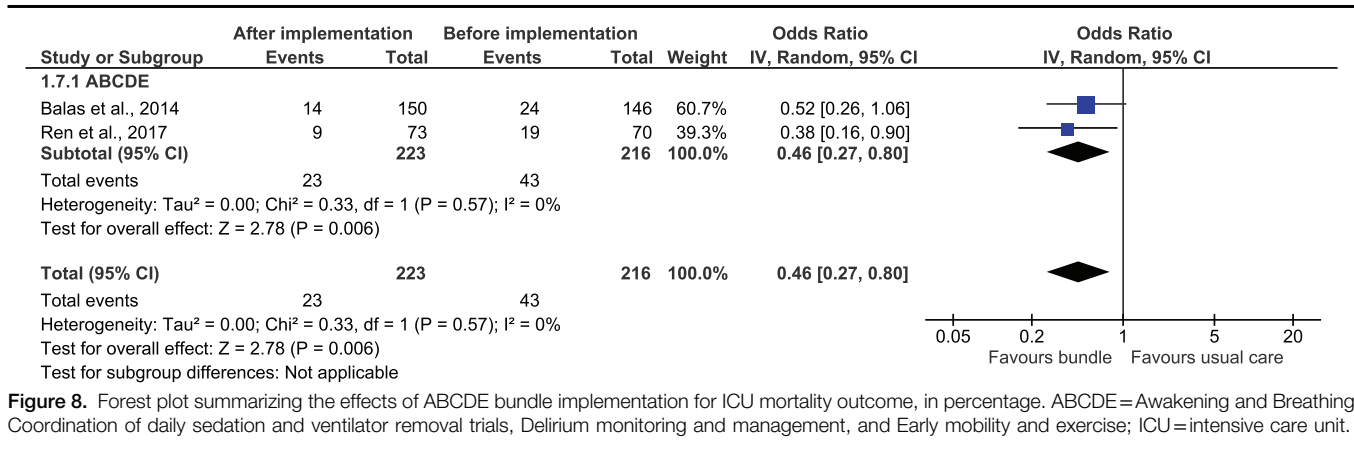 After implementation Before implementation Odds Ratio Odds Ratio
Study or Subgroup Events Total Events Total Weight IV, Random, 95% CI IV, Random, 95% CI
1.7.1 ABCDE
Balas et al., 2014 14 150 24 146 60.7% 0.52 [0.26, 1.06]
Ren et al., 2017 9 73 19 70 39.3% 0.38 [0.16, 0.90]
Subtotal (95% CI) 223 216 100.0% 0.46 [0.27, 0.80]
Total events 23 43
Heterogeneity: Tau² = 0.00; Chi² = 0.33, df = 1 (P = 0.57); I² = 0%
Test for overall effect: Z = 2.78 (P = 0.006)
Total (95% CI) 223 216 100.0% 0.46 [0.27, 0.80]
Total events 23 43
Heterogeneity: Tau² = 0.00; Chi² = 0.33, df = 1 (P = 0.57); I² = 0%
Test for overall effect: Z = 2.78 (P = 0.006)
Test for subgroup differences: Not applicable
0.05 0.2 1 5 20
Favours bundle Favours usual care
Figure 8. Forest plot summarizing the effects of ABCDE bundle implementation for ICU mortality outcome, in percentage. ABCDE=Awakening and Breathing
Coordination of daily sedation and ventilator removal trials, Delirium monitoring and management, and Early mobility and exercise; ICU=intensive care unit.